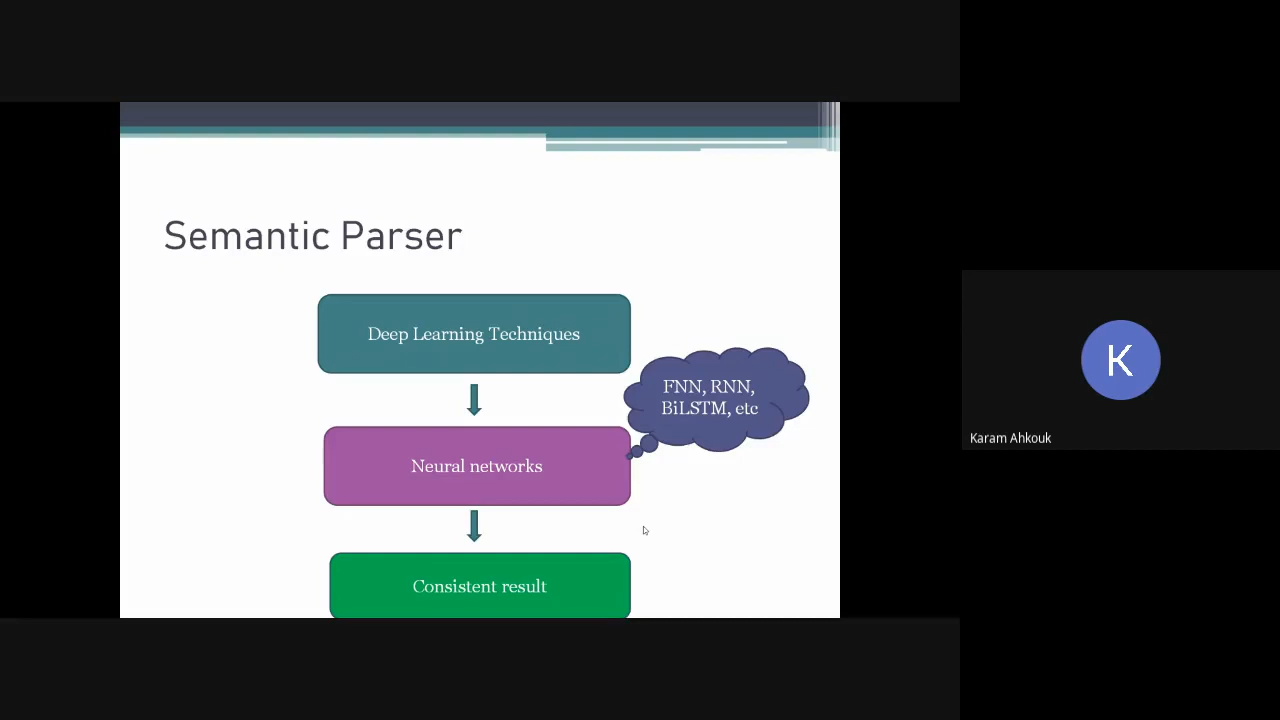 Semantic Parser
Deep Learning Techniques
FNN, RNN,
BiLSTM, etc
Neural networks
Consistent result
K
Karam Ahkouk